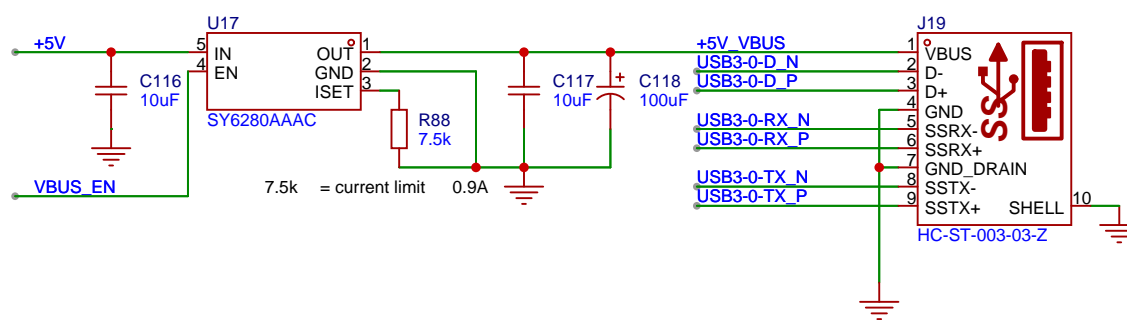 U17
J19
+5V
5 IN
OUT 1
+5V_VBUS
1 VBUS
4 EN
GND 2
USB3-0-D_N
2 D-
C116
ISET 3
C117
C118
USB3-0-D_P
3 D+
10uF
10uF
+
100uF
4 GND
SY6280AAAC
R88
USB3-0-RX_N
5 SSRX-
7.5k
USB3-0-RX_P
6 SSRX+
7 GND_DRAIN
VBUS_EN
7.5k = current limit 0.9A
USB3-0-TX_N
8 SSTX-
USB3-0-TX_P
9 SSTX+
SHELL 10
SS
HC-ST-003-03-Z